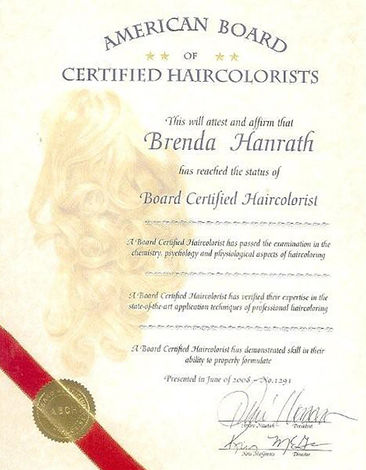 AMERICAN BOARD
OF
CERTIFIED HAIRCOLORISTS
This will attest and affirm that
Brenda Hanrath
has reached the status of
Board Certified Haircolorist
A Board Certified Haircolorist has passed the examination in the
chemistry, psychology and physiological aspects of haircoloring
A Board Certified Haircolorist has verified their expertise in the
state-of-the-art application techniques of professional haircoloring
A Board Certified Haircolorist has demonstrated skill in their
ability to properly formulate
Presented in June of 2008 - No.1291
President
Director
ABCH